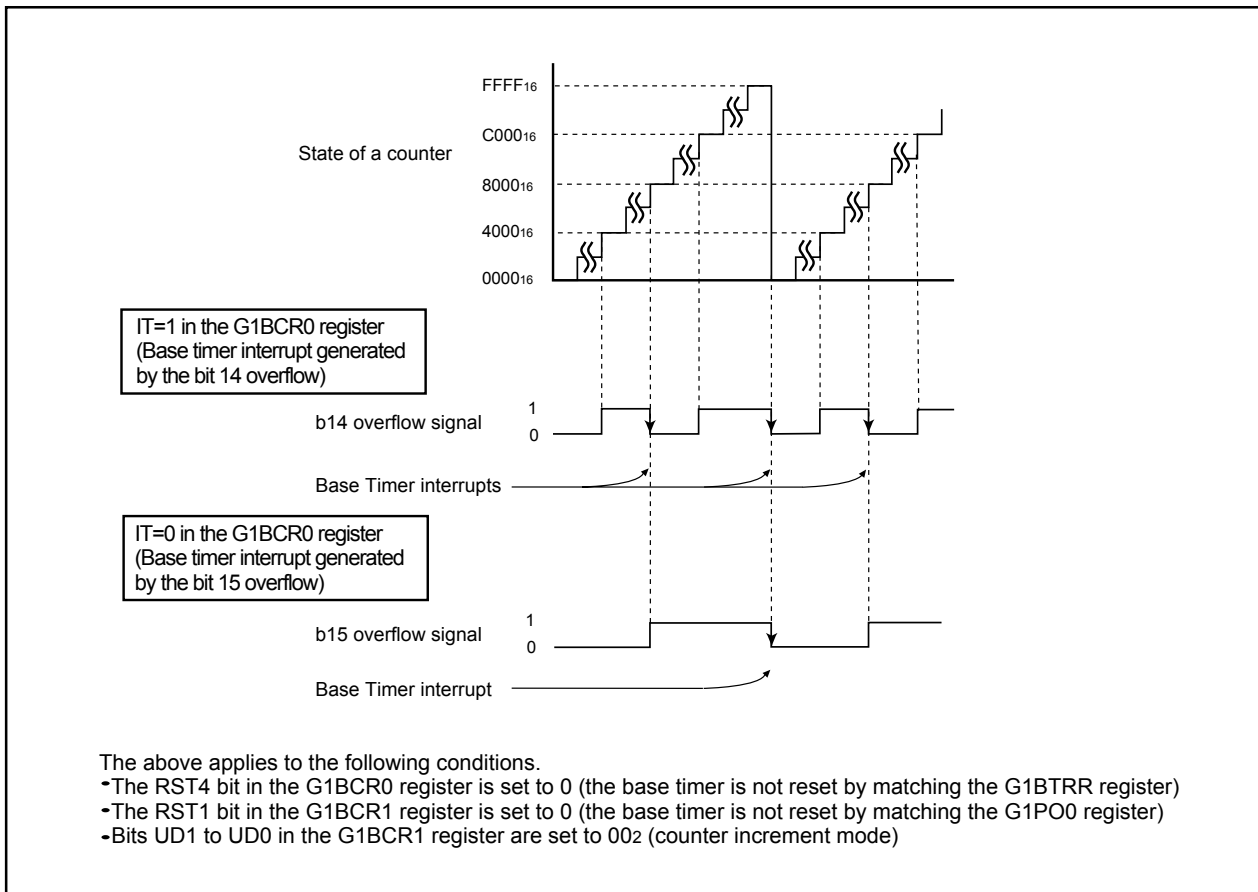 FFFF16
C00016
State of a counter
800016
400016
000016
IT=1 in the G1BCR0 register
(Base timer interrupt generated
by the bit 14 overflow)
1
b14 overflow signal
0
Base Timer interrupts
IT=0 in the G1BCR0 register
(Base timer interrupt generated
by the bit 15 overflow)
1
b15 overflow signal
0
Base Timer interrupt
The above applies to the following conditions.
•The RST4 bit in the G1BCR0 register is set to 0 (the base timer is not reset by matching the G1BTRR register)
•The RST1 bit in the G1BCR1 register is set to 0 (the base timer is not reset by matching the G1PO0 register)
•Bits UD1 to UD0 in the G1BCR1 register are set to 002 (counter increment mode)